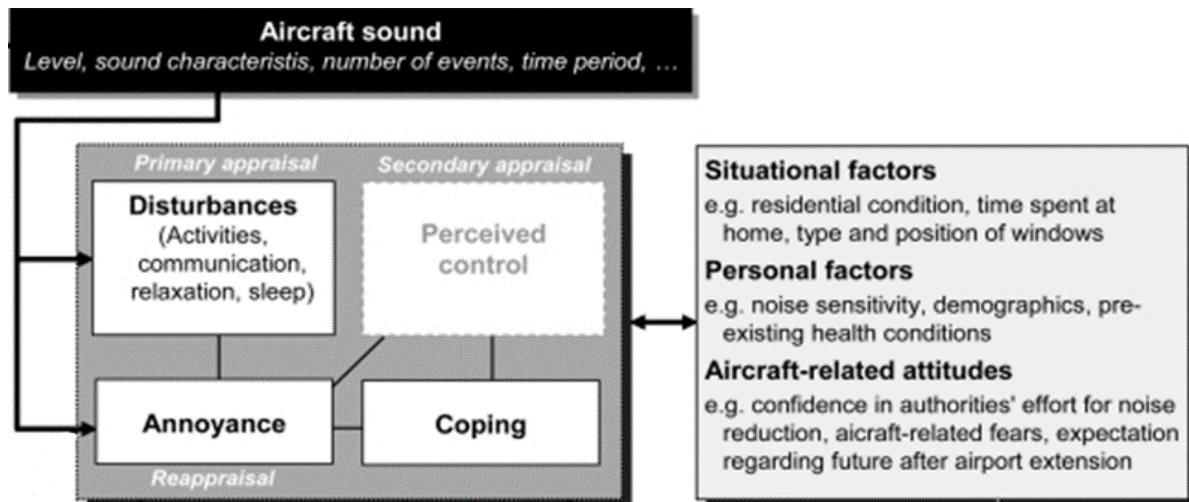 Aircraft sound
Level, sound characteristis, number of events, time period, ...
Primary appraisal
Disturbances
(Activities,
communication,
relaxation, sleep)
Secondary appraisal
Perceived
control
Annoyance
Coping
Reappraisal
Situational factors
e.g. residential condition, time spent at
home, type and position of windows
Personal factors
e.g. noise sensitivity, demographics, pre-
existing health conditions
Aircraft-related attitudes
e.g. confidence in authorities' effort for noise
reduction, aicraft-related fears, expectation
regarding future after airport extension